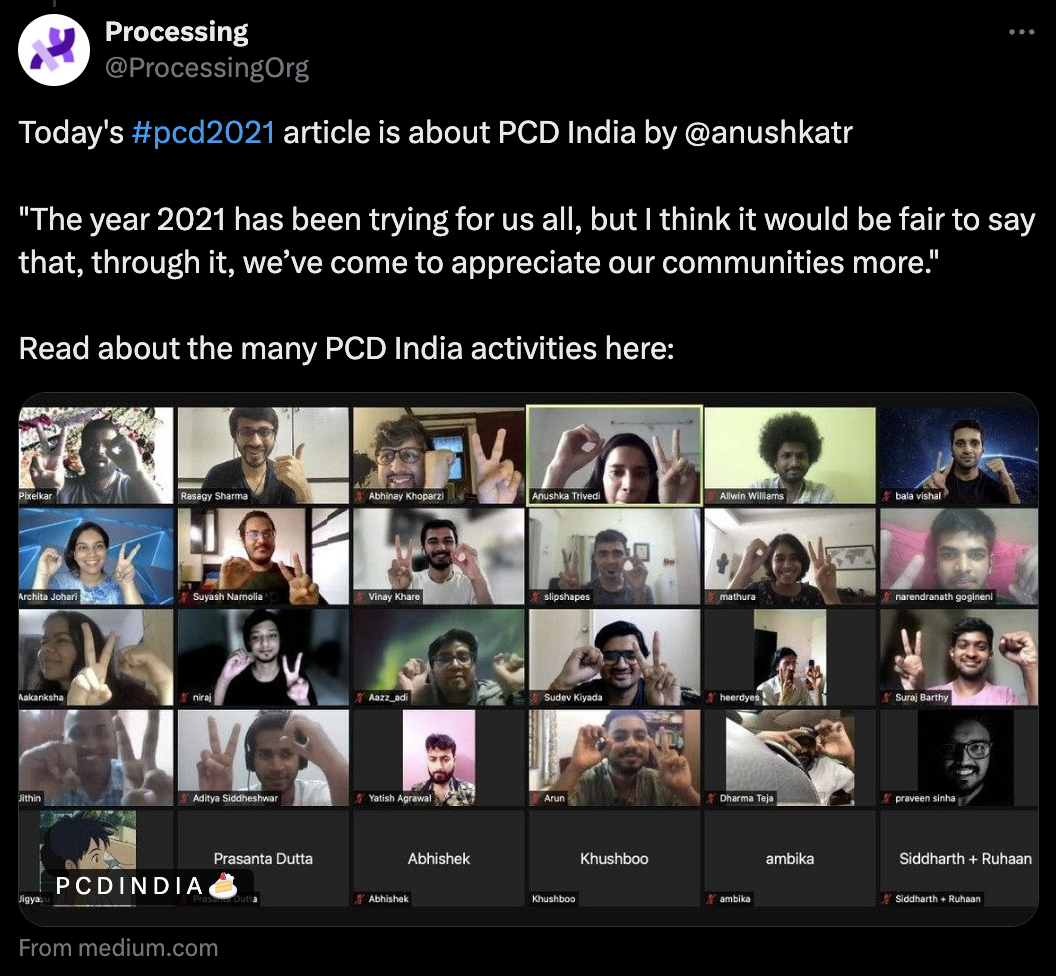 Processing
@ProcessingOrg
Today's #pcd2021 article is about PCD India by @anushkatr
"The year 2021 has been trying for us all, but I think it would be fair to say
that, through it, we’ve come to appreciate our communities more."
Read about the many PCD India activities here:
Pixelkar
Rasagy Sharma
Abhinay Khoparzi
Anushka Trivedi
Allwin Williams
bala vishal
Archita Johari
Suyash Narnolia
Vinay Khare
slipshapes
mathura
narendranath gogineni
Aakanksha
niraj
Aazz_adi
Sudev Kiyada
heerdyes
Suraj Barthy
Jithin
Aditya Siddheshwar
Yatish Agrawal
Arun
Dharma Teja
praveen sinha
Prasanta Dutta
Abhishek
Khushboo
ambika
Siddharth + Ruhaan
PCDINDIA🍰
Prasanta Dutta
Abhishek
Khushboo
ambika
Siddharth + Ruhaan
From medium.com